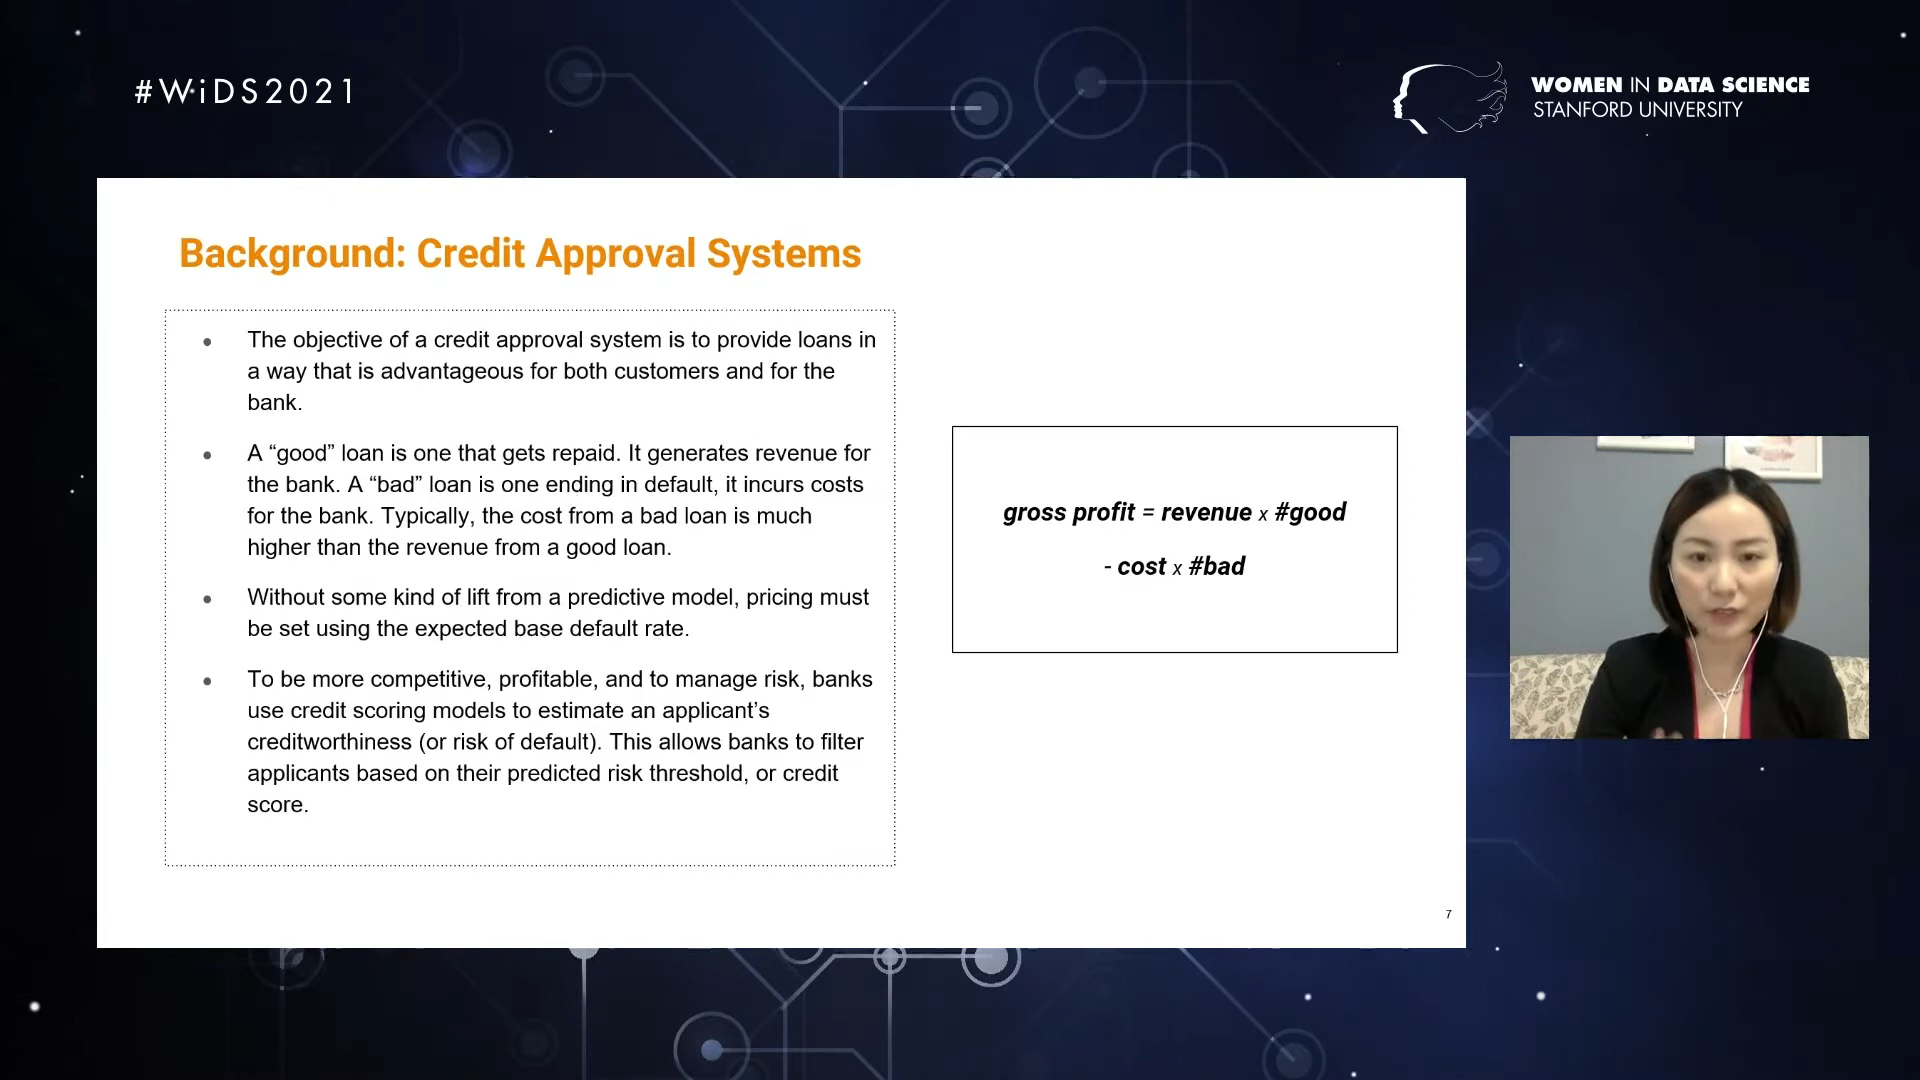 #WiDS2021
WOMEN IN DATA SCIENCE
STANFORD UNIVERSITY
Background: Credit Approval Systems
● The objective of a credit approval system is to provide loans in
a way that is advantageous for both customers and for the
bank.
● A “good” loan is one that gets repaid. It generates revenue for
the bank. A “bad” loan is one ending in default, it incurs costs
for the bank. Typically, the cost from a bad loan is much
higher than the revenue from a good loan.
● Without some kind of lift from a predictive model, pricing must
be set using the expected base default rate.
● To be more competitive, profitable, and to manage risk, banks
use credit scoring models to estimate an applicant’s
creditworthiness (or risk of default). This allows banks to filter
applicants based on their predicted risk threshold, or credit
score.
gross profit = revenue x #good
- cost x #bad
7